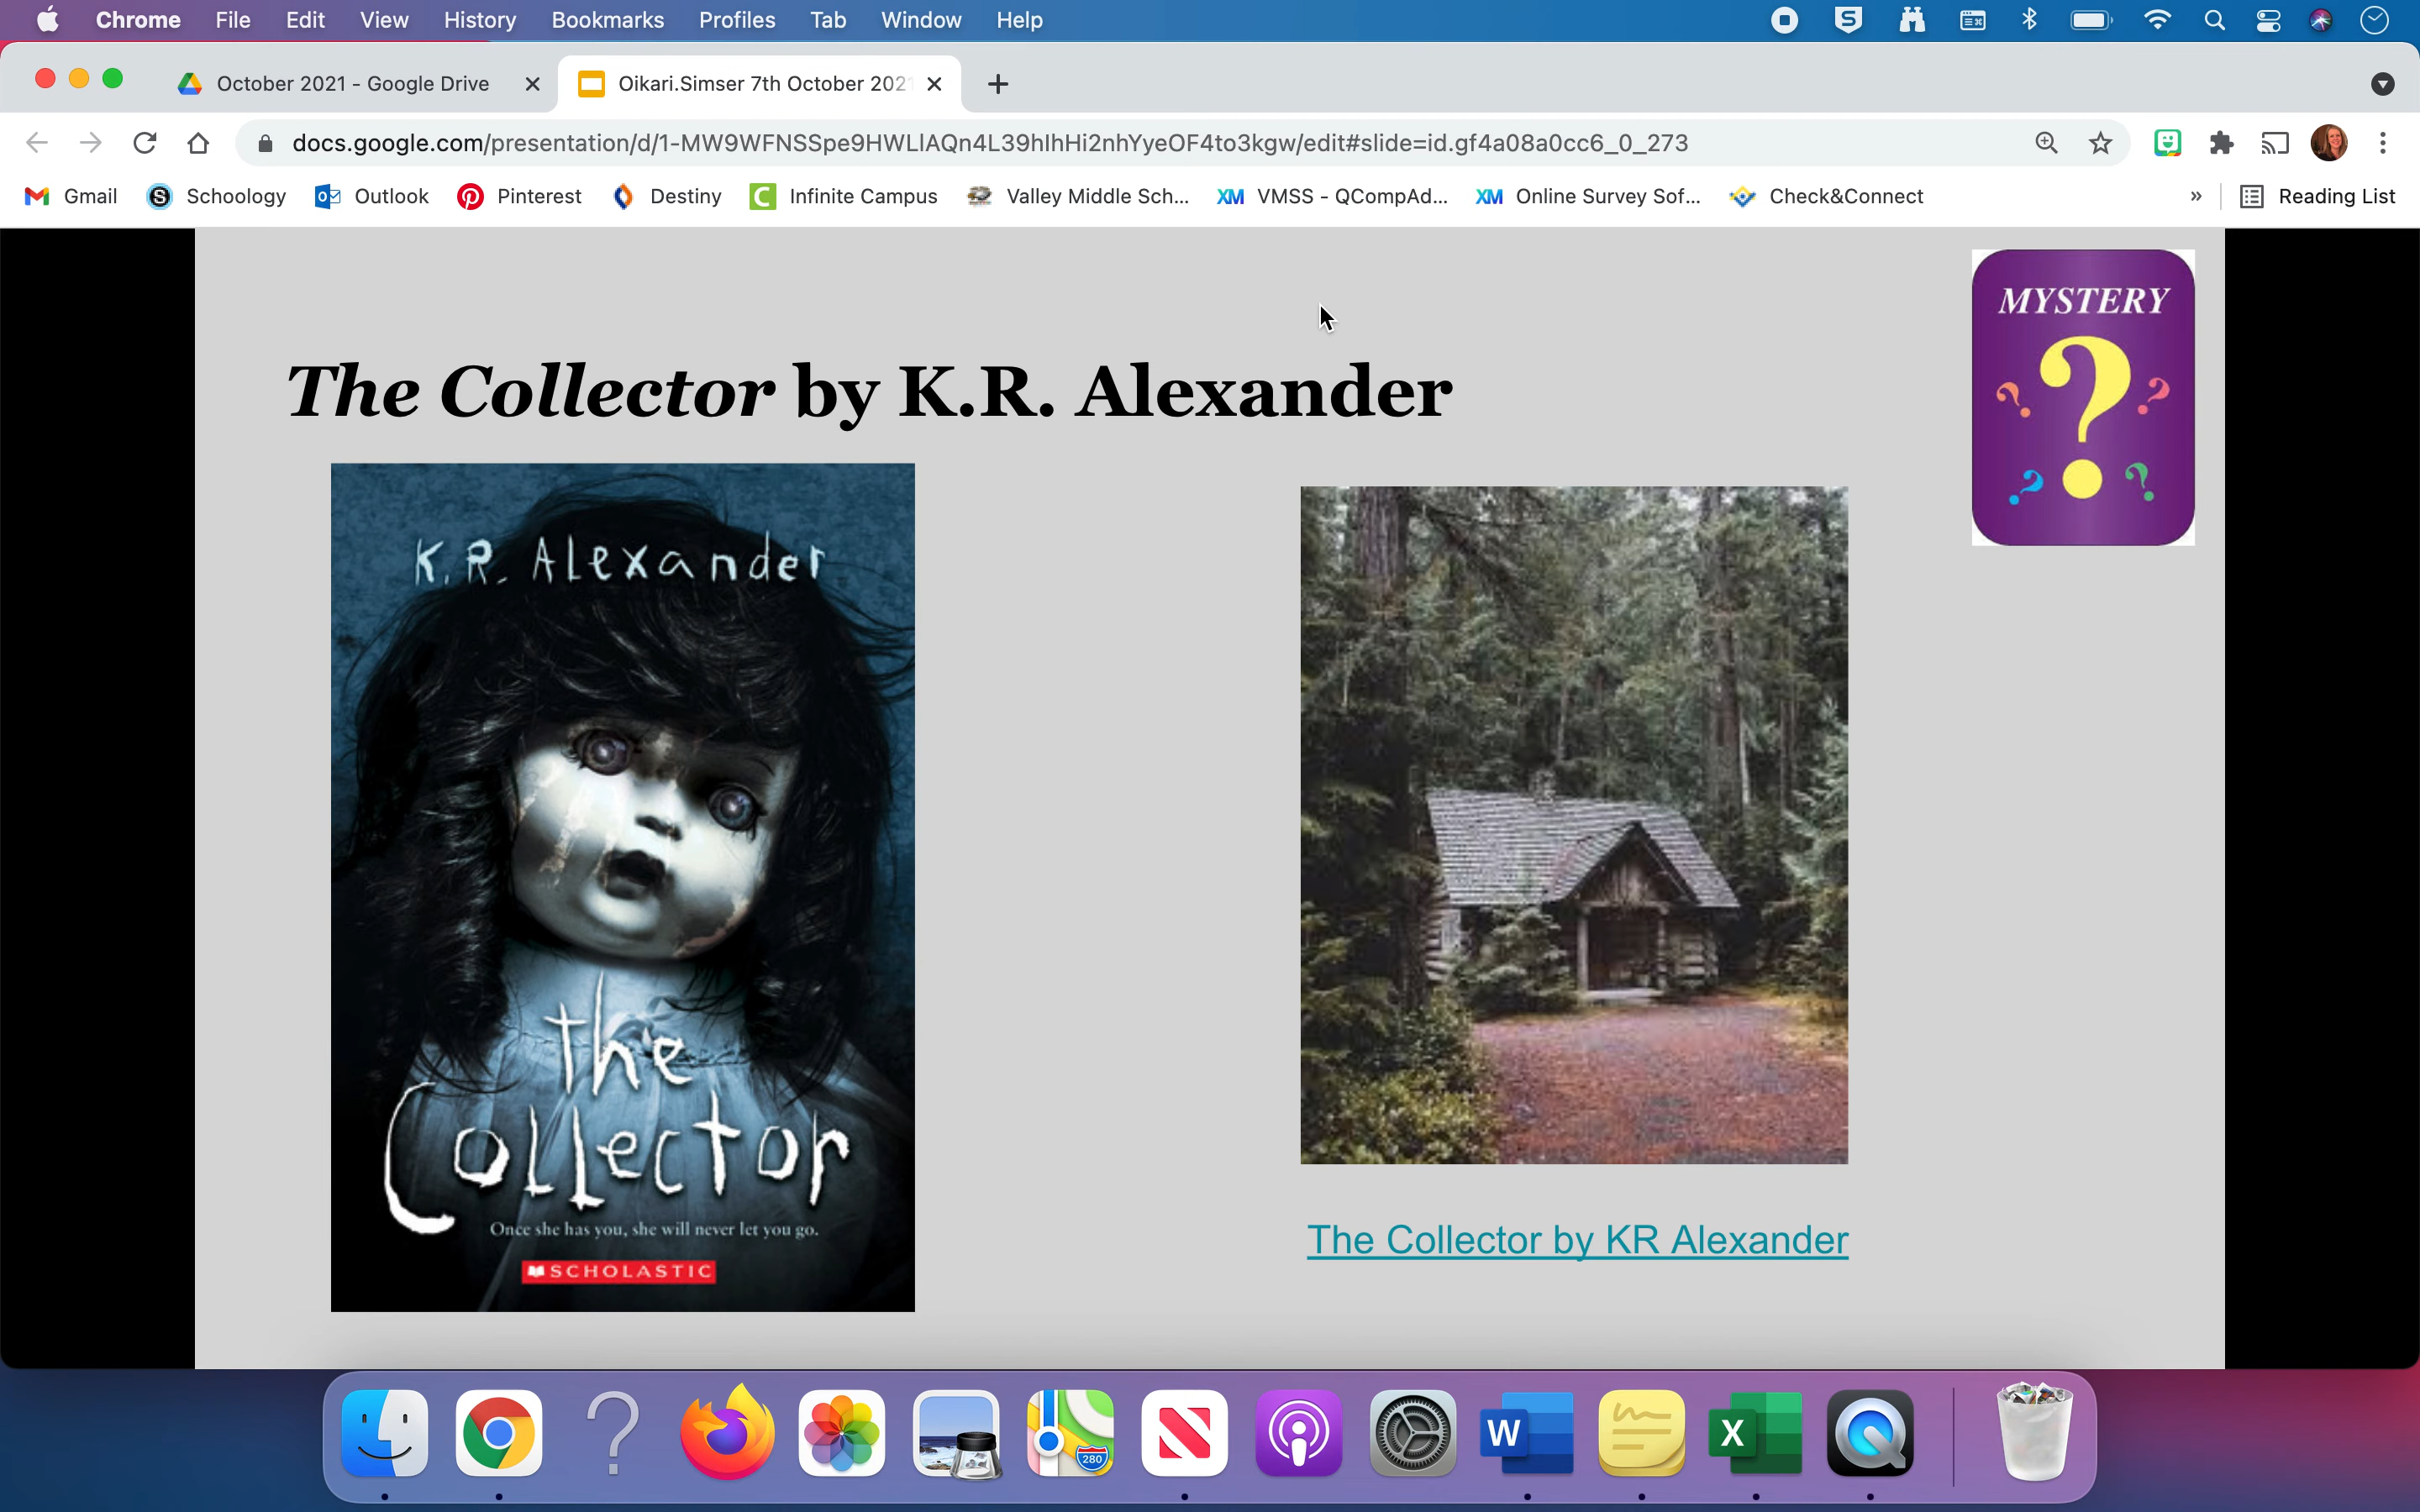 Chrome File Edit View History Bookmarks Profiles Tab Window Help
October 2021 - Google Drive
Oikari.Simser 7th October 2021
docs.google.com/presentation/d/1-MW9WFNSSpe9HWLlAQn4L39hIhHi2nhYyeOF4to3kgw/edit#slide=id.gf4a08a0cc6_0_273
Gmail Schoology Outlook Pinterest Destiny Infinite Campus Valley Middle Sch... VMSS - QCompAd... Online Survey Sof... Check&Connect » Reading List
MYSTERY
?
? ?
? ?
The Collector by K.R. Alexander
K.R. Alexander
the
Collector
Once she has you, she will never let you go.
SCHOLASTIC
The Collector by KR Alexander
280
W
X